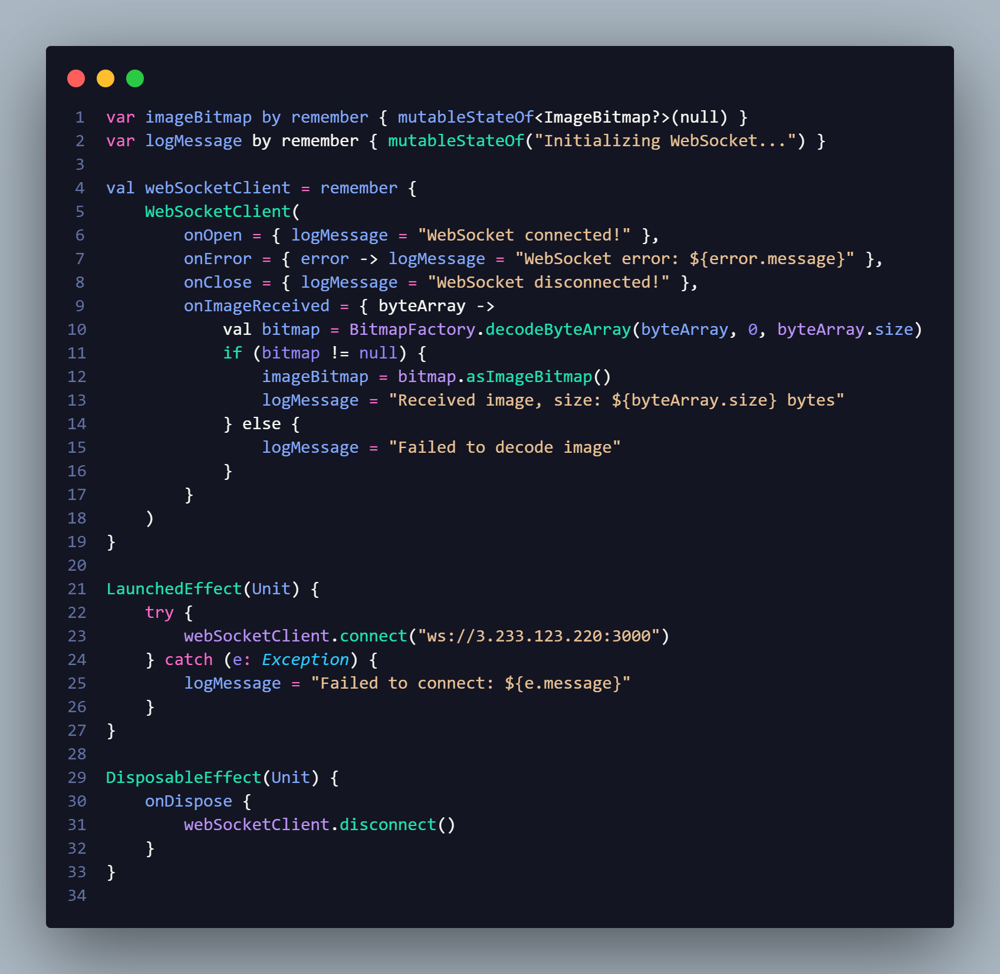 1 var imageBitmap by remember { mutableStateOf<ImageBitmap?>(null) }
2 var logMessage by remember { mutableStateOf("Initializing WebSocket...") }
3
4 val webSocketClient = remember {
5     WebSocketClient(
6         onOpen = { logMessage = "WebSocket connected!" },
7         onError = { error -> logMessage = "WebSocket error: ${error.message}" },
8         onClose = { logMessage = "WebSocket disconnected!" },
9         onImageReceived = { byteArray ->
10             val bitmap = BitmapFactory.decodeByteArray(byteArray, 0, byteArray.size)
11             if (bitmap != null) {
12                 imageBitmap = bitmap.asImageBitmap()
13                 logMessage = "Received image, size: ${byteArray.size} bytes"
14             } else {
15                 logMessage = "Failed to decode image"
16             }
17         }
18     )
19 }
20
21 LaunchedEffect(Unit) {
22     try {
23         webSocketClient.connect("ws://3.233.123.220:3000")
24     } catch (e: Exception) {
25         logMessage = "Failed to connect: ${e.message}"
26     }
27 }
28
29 DisposableEffect(Unit) {
30     onDispose {
31         webSocketClient.disconnect()
32     }
33 }
34